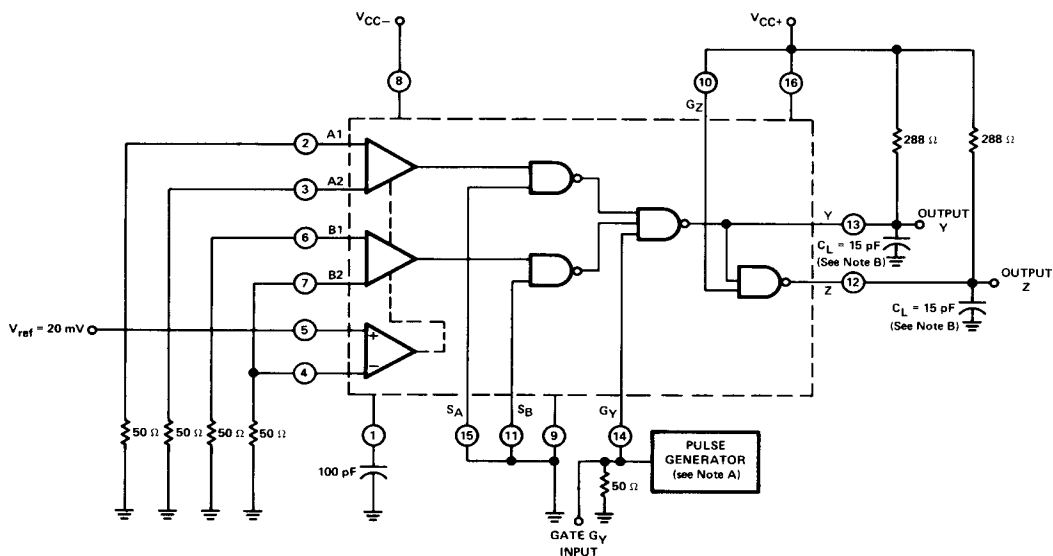 VCC–
VCC+
8
10
16
GZ
288 Ω
288 Ω
2
A1
3
A2
6
B1
7
B2
Y
13
OUTPUT
Y
CL = 15 pF
(See Note B)
Z
12
OUTPUT
Z
CL = 15 pF
(See Note B)
Vref = 20 mV
5
+
4
–
SA
SB
GY
1
15
11
9
14
50 Ω
50 Ω
50 Ω
50 Ω
100 pF
50 Ω
PULSE
GENERATOR
(see Note A)
GATE GY
INPUT